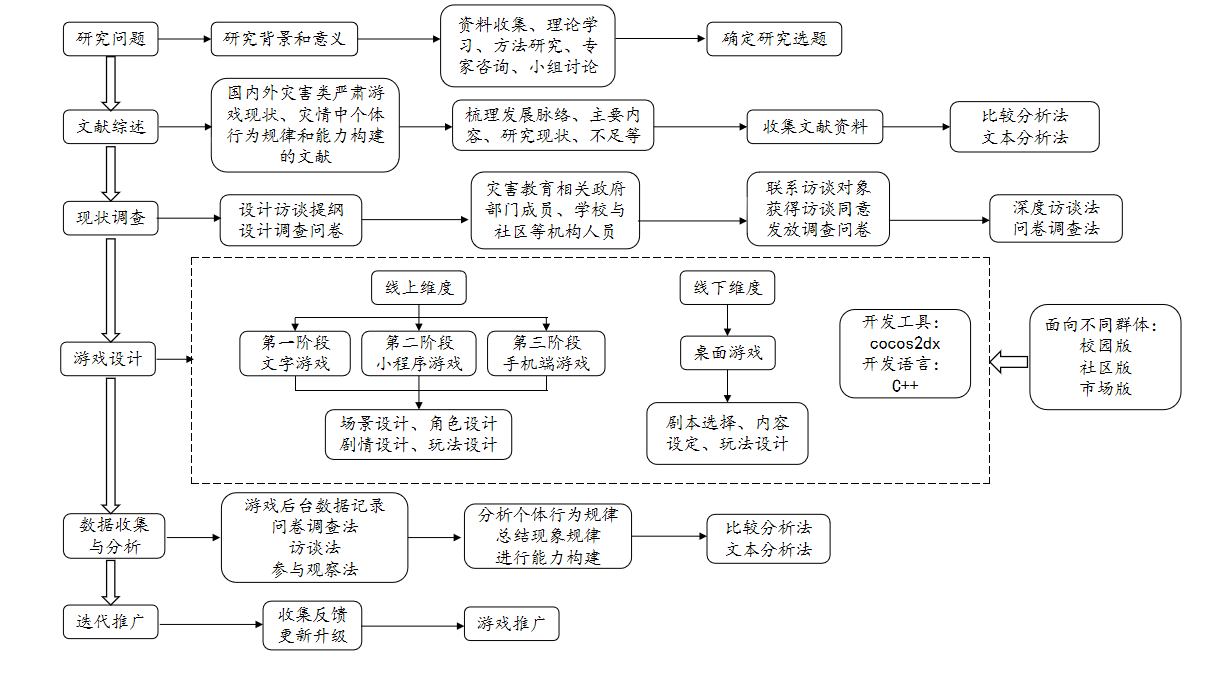 研究问题
研究背景和意义
资料收集、理论学
习、方法研究、专
家咨询、小组讨论
确定研究选题
文献综述
国内外灾害类严肃游
戏现状、灾情中个体
行为规律和能力构建
的文献
梳理发展脉络、主要内
容、研究现状、不足等
收集文献资料
比较分析法
文本分析法
现状调查
设计访谈提纲
设计调查问卷
灾害教育相关政府
部门成员、学校与
社区等机构人员
联系访谈对象
获得访谈同意
发放调查问卷
深度访谈法
问卷调查法
游戏设计
线上维度
第一阶段
文字游戏
第二阶段
小程序游戏
第三阶段
手机端游戏
场景设计、角色设计
剧情设计、玩法设计
线下维度
桌面游戏
剧本选择、内容
设定、玩法设计
开发工具：
cocos2dx
开发语言：
C++
面向不同群体：
校园版
社区版
市场版
数据收集
与分析
游戏后台数据记录
问卷调查法
访谈法
参与观察法
分析个体行为规律
总结现象规律
进行能力构建
比较分析法
文本分析法
迭代推广
收集反馈
更新升级
游戏推广